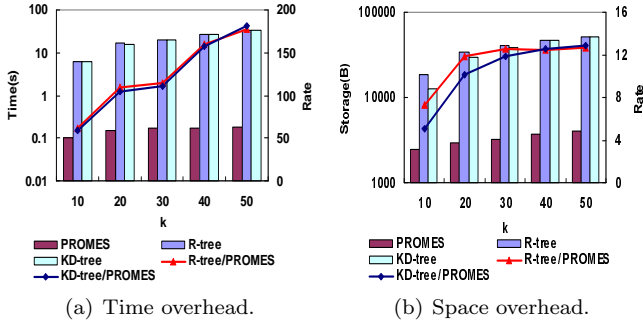 100
10
1
0.1
0.01
Time(s)
200
150
100
50
0
Rate
10 20 30 40 50
k
PROMES R-tree
KD-tree R-tree/PROMES
KD-tree/PROMES
(a) Time overhead.
100000
10000
1000
Storage(B)
16
12
8
4
0
Rate
10 20 30 40 50
k
PROMES R-tree
KD-tree R-tree/PROMES
KD-tree/PROMES
(b) Space overhead.